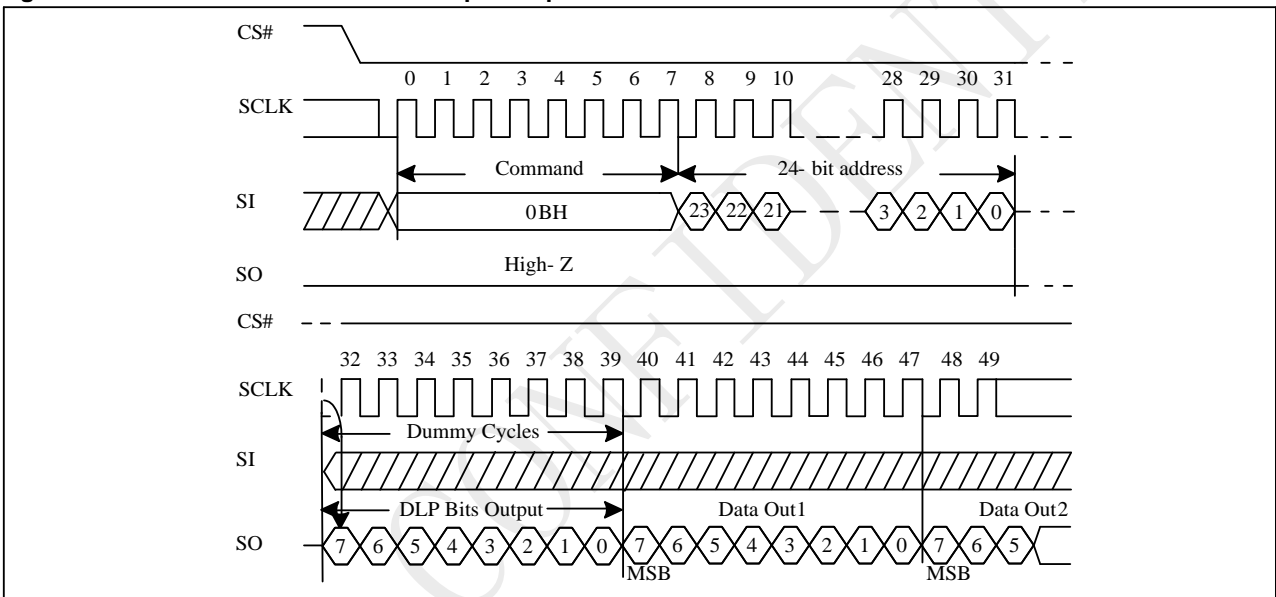 CS#
0 1 2 3 4 5 6 7 8 9 10 28 29 30 31
SCLK
Command 24- bit address
SI 0BH 23 22 21 3 2 1 0
High- Z
SO
CS#
32 33 34 35 36 37 38 39 40 41 42 43 44 45 46 47 48 49
SCLK
Dummy Cycles
SI
DLP Bits Output Data Out1 Data Out2
SO 7 6 5 4 3 2 1 0 7 6 5 4 3 2 1 0 7 6 5
MSB MSB